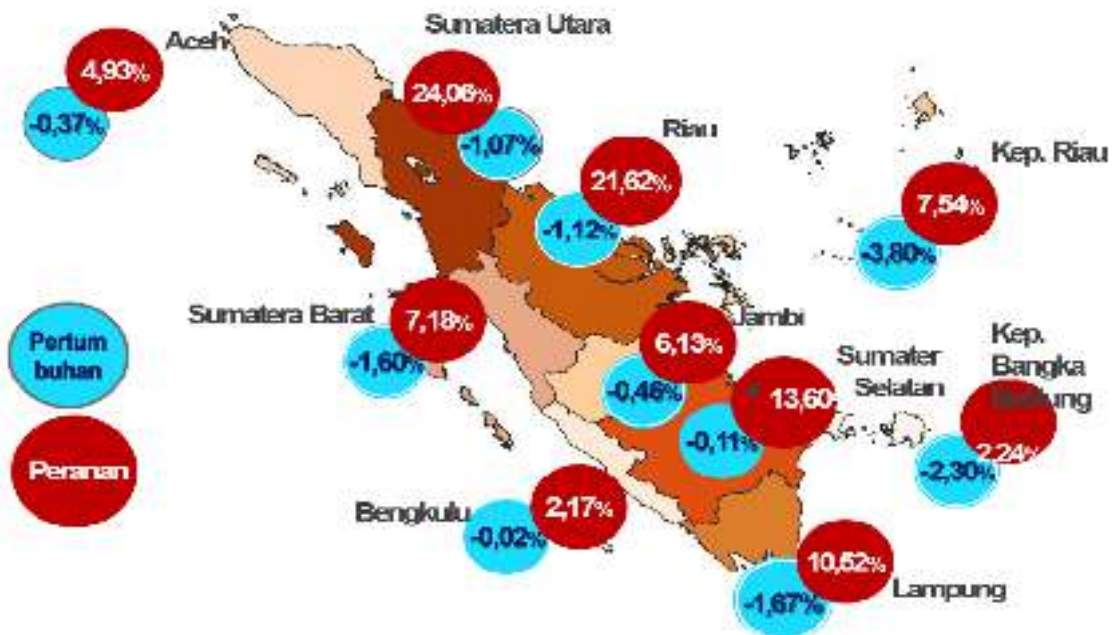 Sumatera Utara
Aceh
4,93%
-0,37%
24,06%
-1,07%
Riau
21,62%
-1,12%
Kep. Riau
7,54%
-3,80%
Sumatera Barat
7,18%
-1,60%
Jambi
6,13%
-0,46%
Sumater
Selatan
13,60%
-0,11%
Kep.
Bangka
2,24%
-2,30%
Pertum
buhan
Peranan
Bengkulu
2,17%
-0,02%
10,52%
-1,67%
Lampung